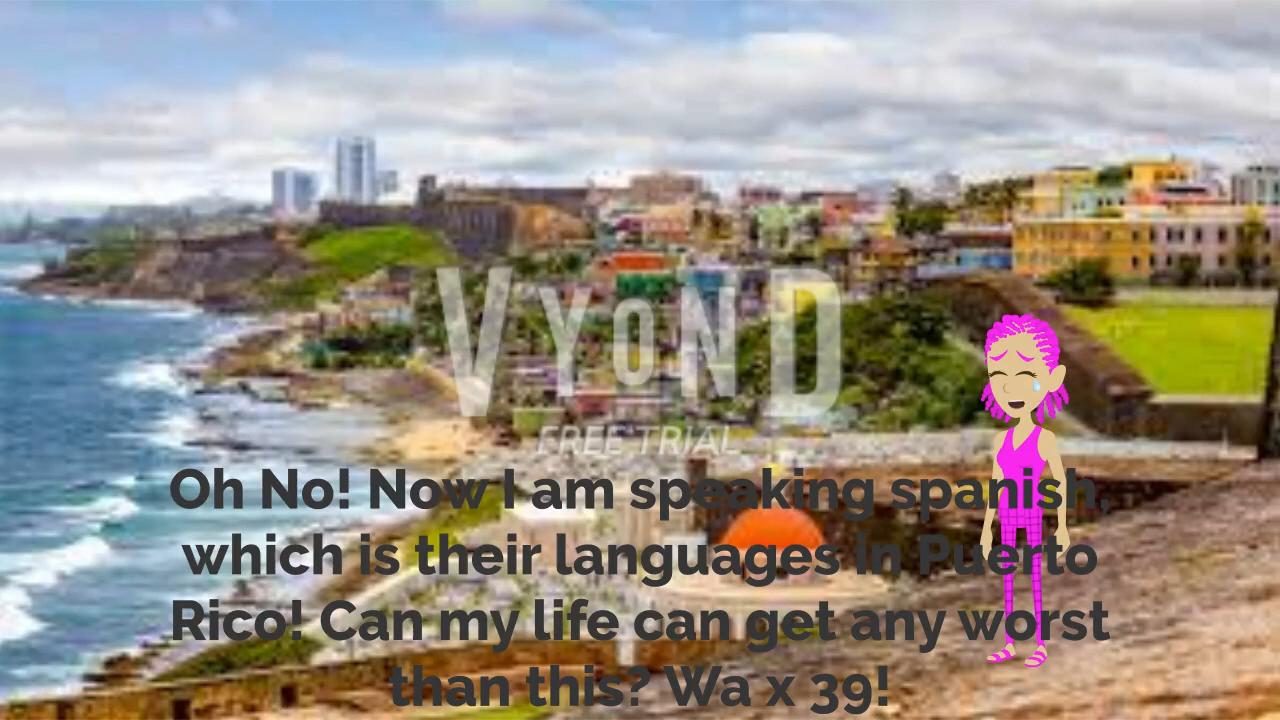 VYOND
FREE TRIAL
Oh No! Now I am speaking spanish,
which is their languages in Puerto
Rico! Can my life can get any worst
than this? Wa x 39!